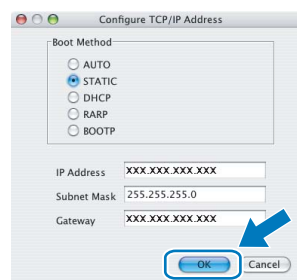 Configure TCP/IP Address
Boot Method
AUTO
STATIC
DHCP
RARP
BOOTP
IP Address XXX.XXX.XXX.XXX
Subnet Mask 255.255.255.0
Gateway XXX.XXX.XXX.XXX
OK Cancel